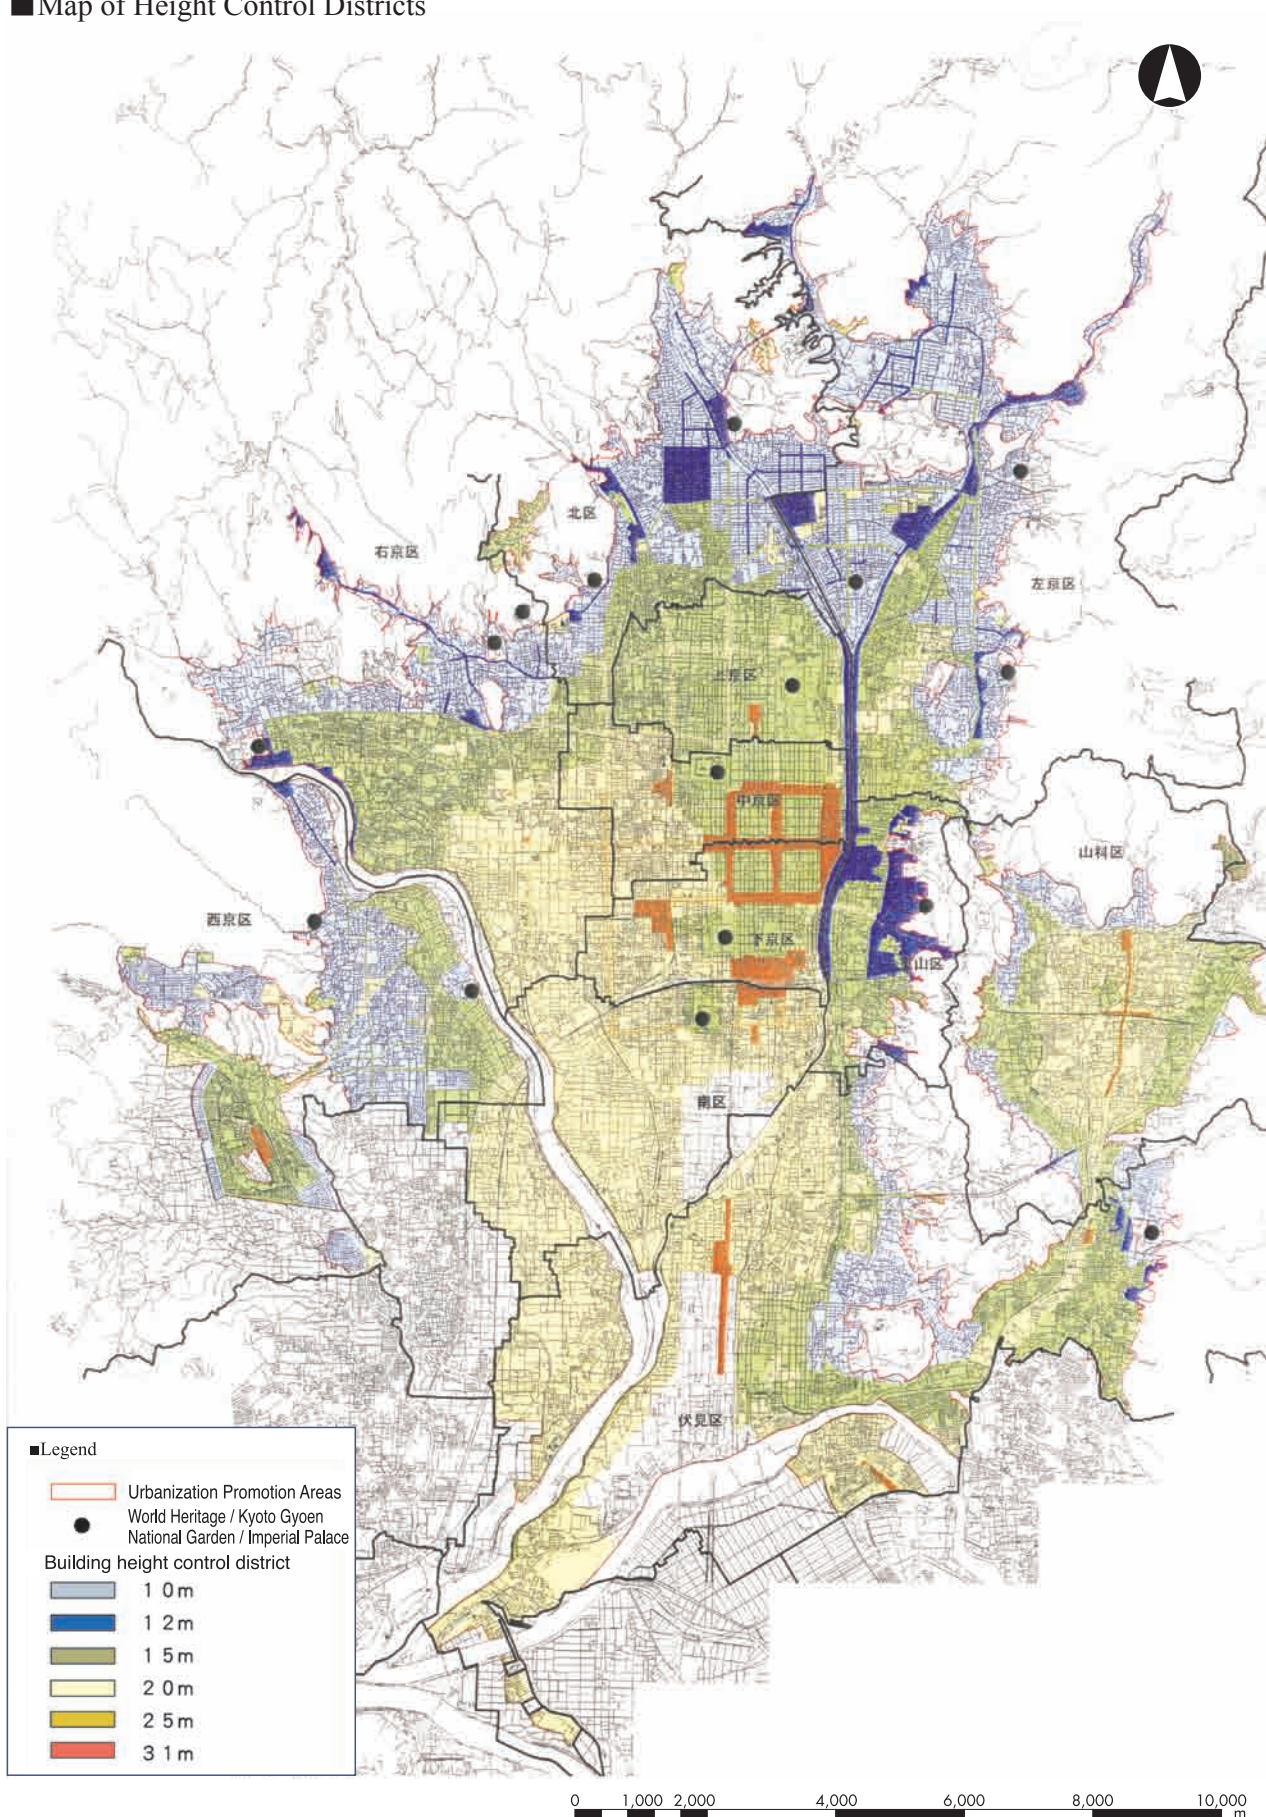 ■Map of Height Control Districts
北区
右京区
左京区
上京区
中京区
山科区
西京区
下京区
山区
南区
伏見区
■Legend
Urbanization Promotion Areas
World Heritage / Kyoto Gyoen
National Garden / Imperial Palace
Building height control district
10m
12m
15m
20m
25m
31m
0 1,000 2,000 4,000 6,000 8,000 10,000
m